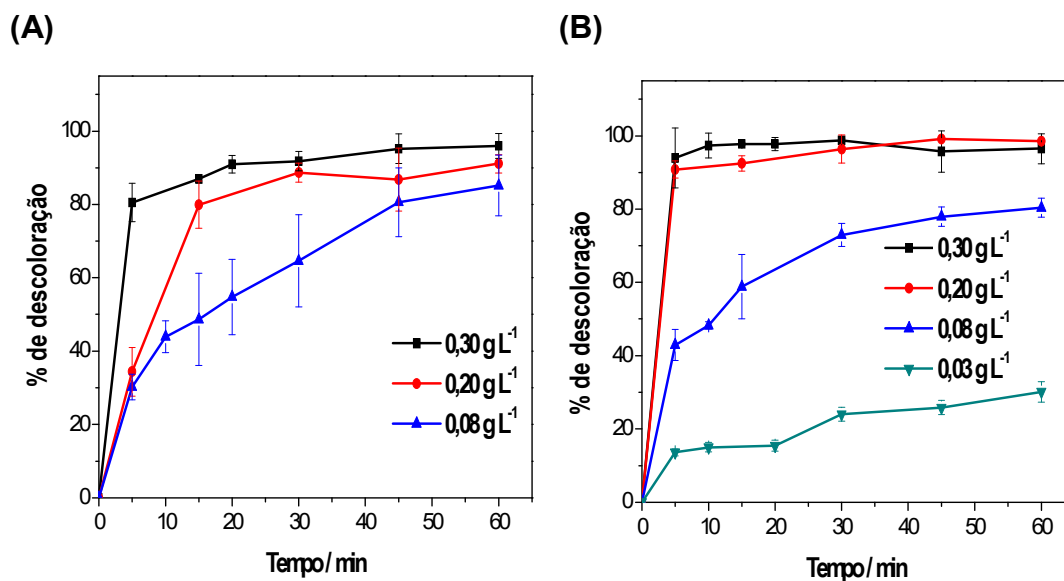 (A)
% de descoloração
100
80
60
40
20
0
0,30 g L⁻¹
0,20 g L⁻¹
0,08 g L⁻¹
0 10 20 30 40 50 60
Tempo/ min
(B)
% de descoloração
100
80
60
40
20
0
0,30 g L⁻¹
0,20 g L⁻¹
0,08 g L⁻¹
0,03 g L⁻¹
0 10 20 30 40 50 60
Tempo/ min